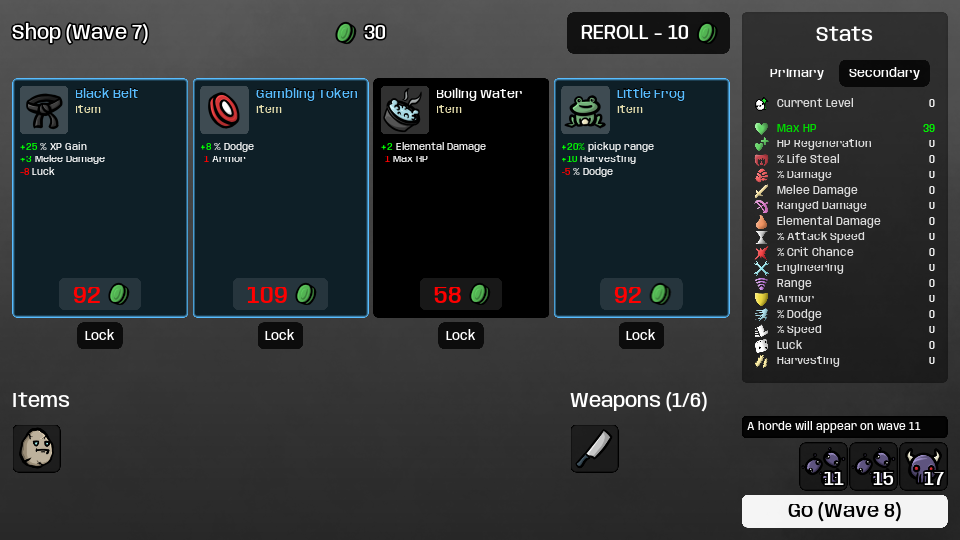 Shop (Wave 7)
30
REROLL - 10
Stats
Primary
Secondary
Black Belt
Item
+25 % XP Gain
+3 Melee Damage
-8 Luck
92
Lock
Gambling Token
Item
+8 % Dodge
1 Armor
109
Lock
Boiling Water
Item
+2 Elemental Damage
1 Max HP
58
Lock
Little Frog
Item
+20% pickup range
+10 Harvesting
-5 % Dodge
92
Lock
Current Level 0
Max HP 39
HP Regeneration 0
% Life Steal 0
% Damage 0
Melee Damage 0
Ranged Damage 0
Elemental Damage 0
% Attack Speed 0
% Crit Chance 0
Engineering 0
Range 0
Armor 0
% Dodge 0
% Speed 0
Luck 0
Harvesting 0
Items
Weapons (1/6)
A horde will appear on wave 11
11
15
17
Go (Wave 8)